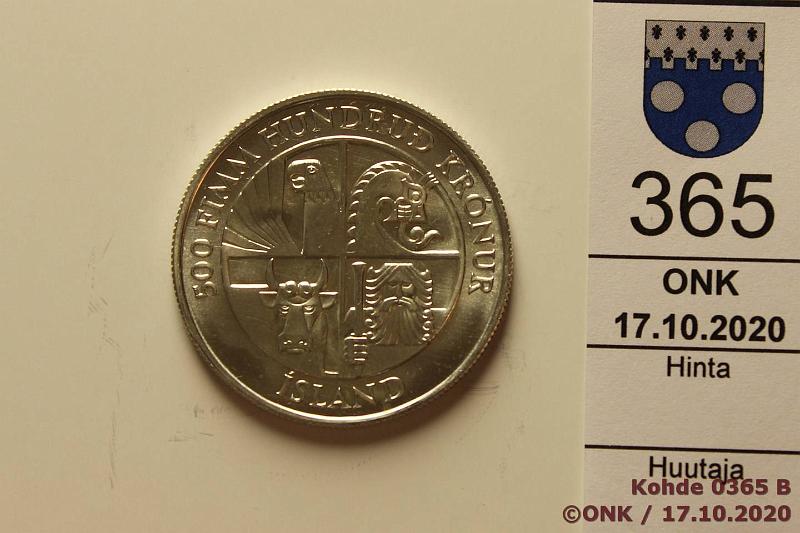 500 FIMM HUNDRUÐ KRÓNUR
ÍSLAND
365
ONK
17.10.2020
Hinta
Huutaja
Kohde 0365 B
©ONK / 17.10.2020